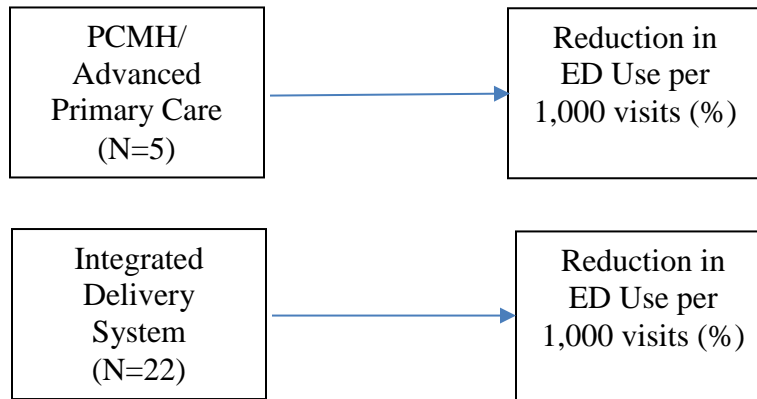 PCMH/
Advanced
Primary Care
(N=5)
Reduction in
ED Use per
1,000 visits (%)
Integrated
Delivery
System
(N=22)
Reduction in
ED Use per
1,000 visits (%)